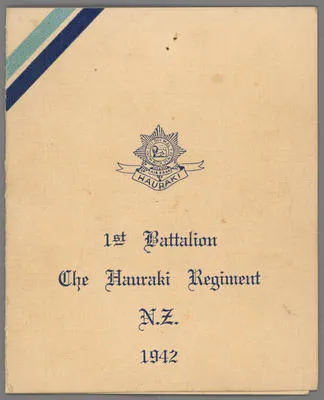 HAURAKI
1st Battalion
The Hauraki Regiment
N.Z.
1942